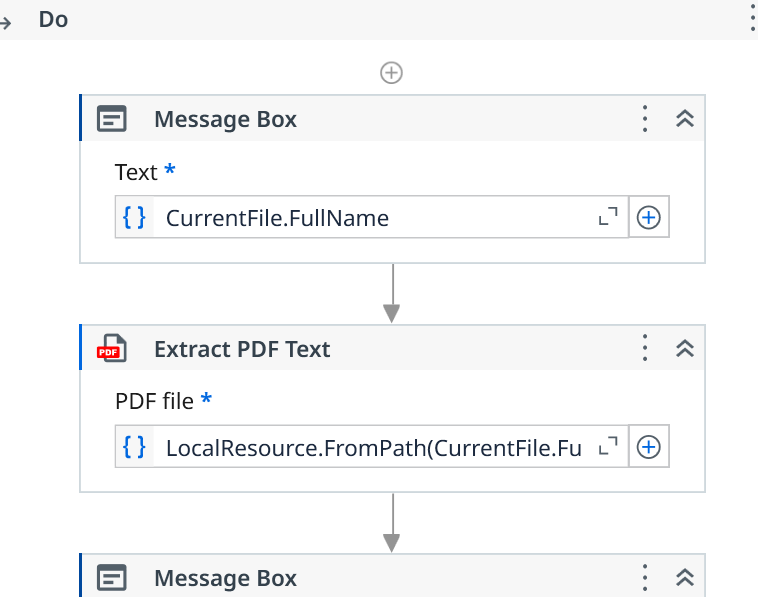 Do
Message Box
Text *
{ } CurrentFile.FullName
PDF Extract PDF Text
PDF file *
{ } LocalResource.FromPath(CurrentFile.Fu
Message Box